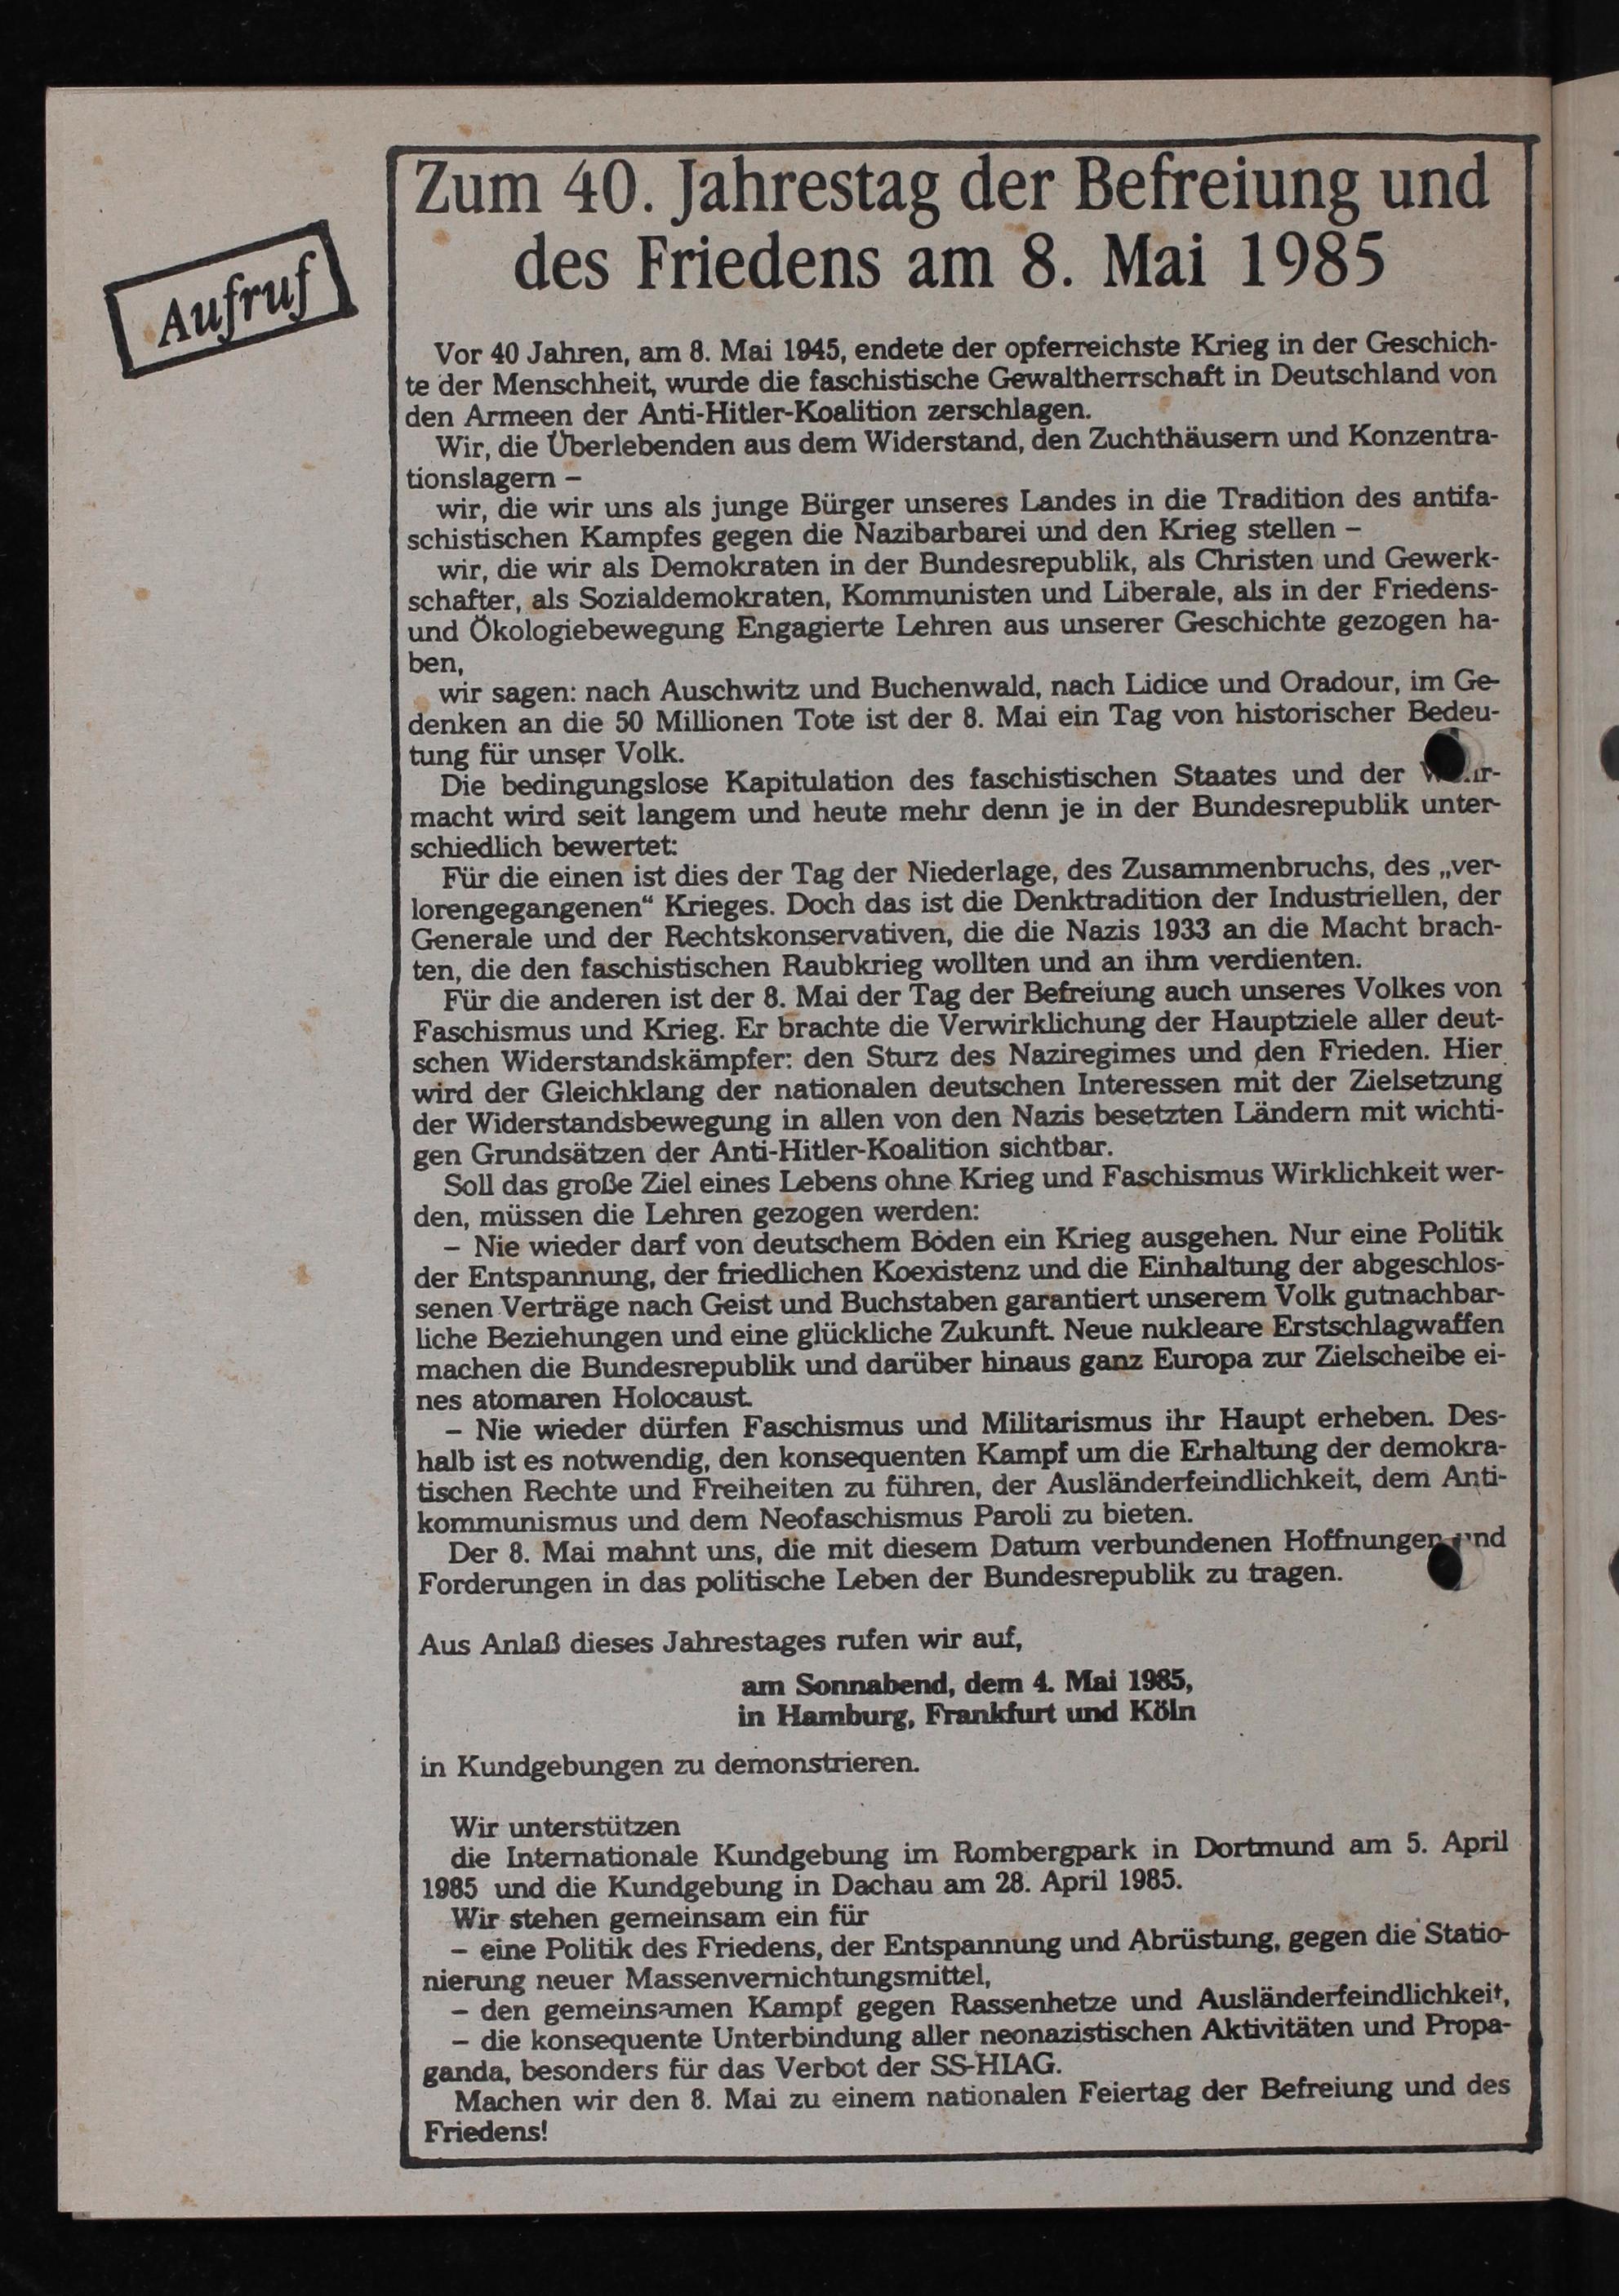 Aufruf
Zum 40. Jahrestag der Befreiung und
des Friedens am 8. Mai 1985
Vor 40 Jahren, am 8. Mai 1945, endete der opferreichste Krieg in der Geschich-
te der Menschheit, wurde die faschistische Gewaltherrschaft in Deutschland von
den Armeen der Anti-Hitler-Koalition zerschlagen.
Wir, die Überlebenden aus dem Widerstand, den Zuchthäusern und Konzentra-
tionslagern –
wir, die wir uns als junge Bürger unseres Landes in die Tradition des antifa-
schistischen Kampfes gegen die Nazibarbarei und den Krieg stellen –
wir, die wir als Demokraten in der Bundesrepublik, als Christen und Gewerk-
schafter, als Sozialdemokraten, Kommunisten und Liberale, als in der Friedens-
und Ökologiebewegung Engagierte Lehren aus unserer Geschichte gezogen ha-
ben,
wir sagen: nach Auschwitz und Buchenwald, nach Lidice und Oradour, im Ge-
denken an die 50 Millionen Tote ist der 8. Mai ein Tag von historischer Bedeu-
tung für unser Volk.
Die bedingungslose Kapitulation des faschistischen Staates und der
macht wird seit langem und heute mehr denn je in der Bundesrepublik unter-
schiedlich bewertet:
Für die einen ist dies der Tag der Niederlage, des Zusammenbruchs, des „ver-
lorengegangenen“ Krieges. Doch das ist die Denktradition der Industriellen, der
Generale und der Rechtskonservativen, die die Nazis 1933 an die Macht brach-
ten, die den faschistischen Raubkrieg wollten und an ihm verdienten.
Für die anderen ist der 8. Mai der Tag der Befreiung auch unseres Volkes von
Faschismus und Krieg. Er brachte die Verwirklichung der Hauptziele aller deut-
schen Widerstandskämpfer: den Sturz des Naziregimes und den Frieden. Hier
wird der Gleichklang der nationalen deutschen Interessen mit der Zielsetzung
der Widerstandsbewegung in allen von den Nazis besetzten Ländern mit wichti-
gen Grundsätzen der Anti-Hitler-Koalition sichtbar.
Soll das große Ziel eines Lebens ohne Krieg und Faschismus Wirklichkeit wer-
den, müssen die Lehren gezogen werden:
– Nie wieder darf von deutschem Boden ein Krieg ausgehen. Nur eine Politik
der Entspannung, der friedlichen Koexistenz und die Einhaltung der abgeschlos-
senen Verträge nach Geist und Buchstaben garantiert unserem Volk gutnachbar-
liche Beziehungen und eine glückliche Zukunft. Neue nukleare Erstschlagwaffen
machen die Bundesrepublik und darüber hinaus ganz Europa zur Zielscheibe ei-
nes atomaren Holocaust.
– Nie wieder dürfen Faschismus und Militarismus ihr Haupt erheben. Des-
halb ist es notwendig, den konsequenten Kampf um die Erhaltung der demokra-
tischen Rechte und Freiheiten zu führen, der Ausländerfeindlichkeit, dem Anti-
kommunismus und dem Neofaschismus Paroli zu bieten.
Der 8. Mai mahnt uns, die mit diesem Datum verbundenen Hoffnungen und
Forderungen in das politische Leben der Bundesrepublik zu tragen.
Aus Anlaß dieses Jahrestages rufen wir auf,
am Sonnabend, dem 4. Mai 1985,
in Hamburg, Frankfurt und Köln
in Kundgebungen zu demonstrieren.
Wir unterstützen
die Internationale Kundgebung im Rombergpark in Dortmund am 5. April
1985 und die Kundgebung in Dachau am 28. April 1985.
Wir stehen gemeinsam ein für
– eine Politik des Friedens, der Entspannung und Abrüstung, gegen die Statio-
nierung neuer Massenvernichtungsmittel,
– den gemeinsamen Kampf gegen Rassenhetze und Ausländerfeindlichkeit,
– die konsequente Unterbindung aller neonazistischen Aktivitäten und Propa-
ganda, besonders für das Verbot der SS-HIAG.
Machen wir den 8. Mai zu einem nationalen Feiertag der Befreiung und des
Friedens!